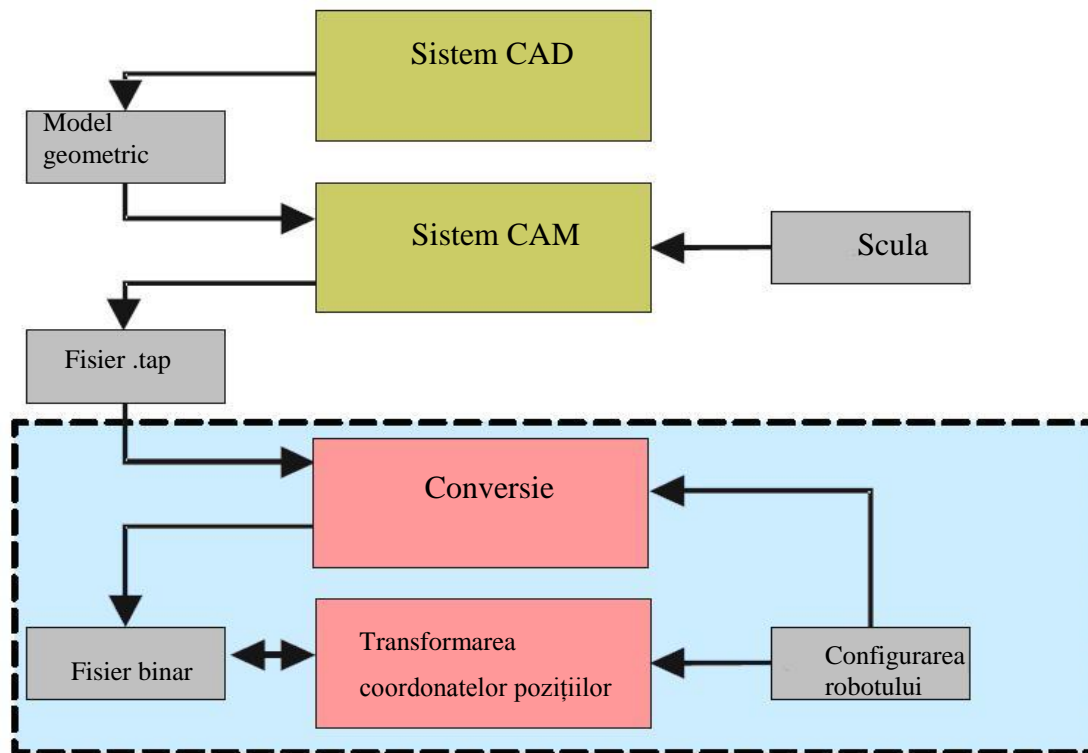 Sistem CAD
Model
geometric
Sistem CAM
Scula
Fisier .tap
Conversie
Fisier binar
Transformarea
coordonatelor pozițiilor
Configurarea
robotului